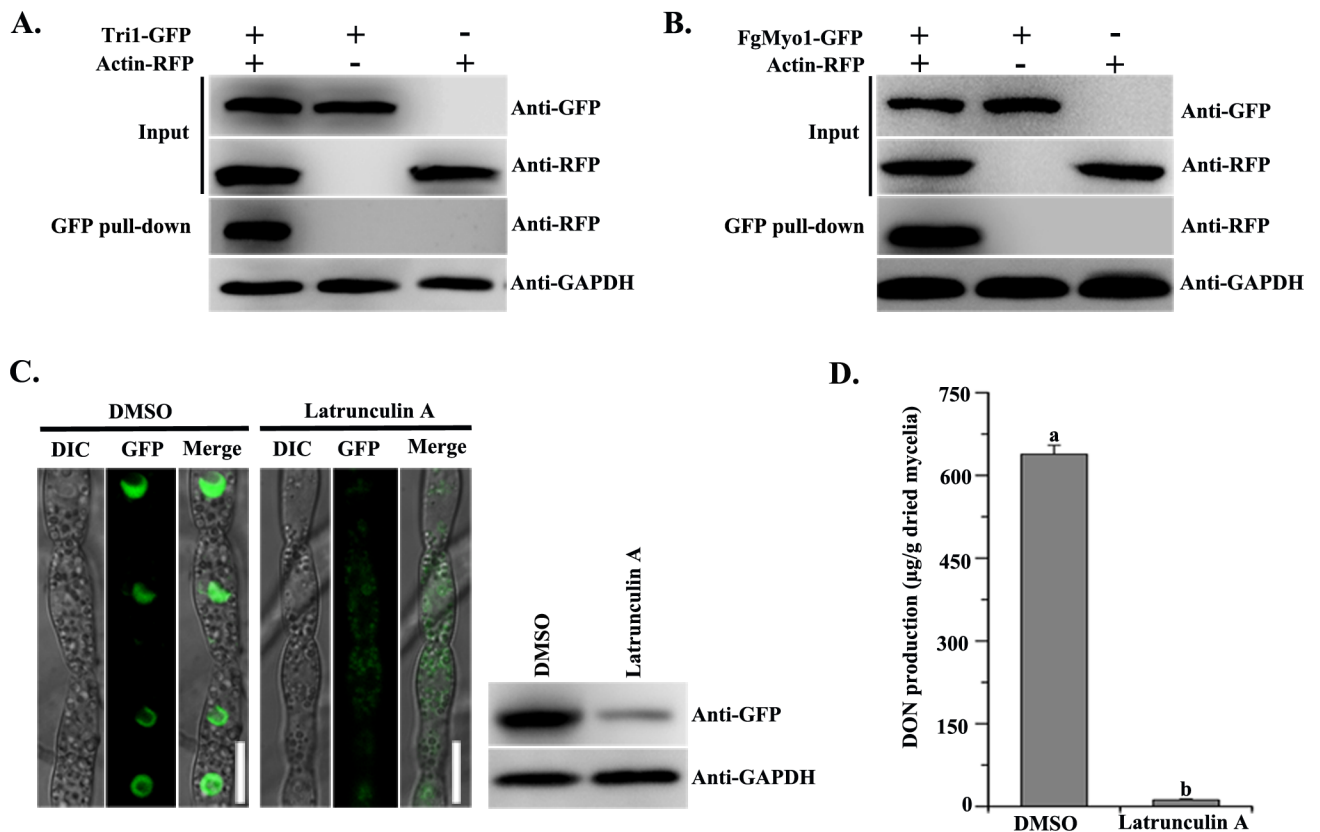 A.
Tri1-GFP + + -
Actin-RFP + - +
Input
Anti-GFP
Anti-RFP
GFP pull-down Anti-RFP
Anti-GAPDH
B.
FgMyo1-GFP + + -
Actin-RFP + - +
Input
Anti-GFP
Anti-RFP
GFP pull-down Anti-RFP
Anti-GAPDH
C.
DMSO Latrunculin A
DIC GFP Merge DIC GFP Merge
DMSO
Latrunculin A
Anti-GFP
Anti-GAPDH
D.
DON production (μg/g dried mycelia)
750
600
450
300
150
0
a
b
DMSO Latrunculin A